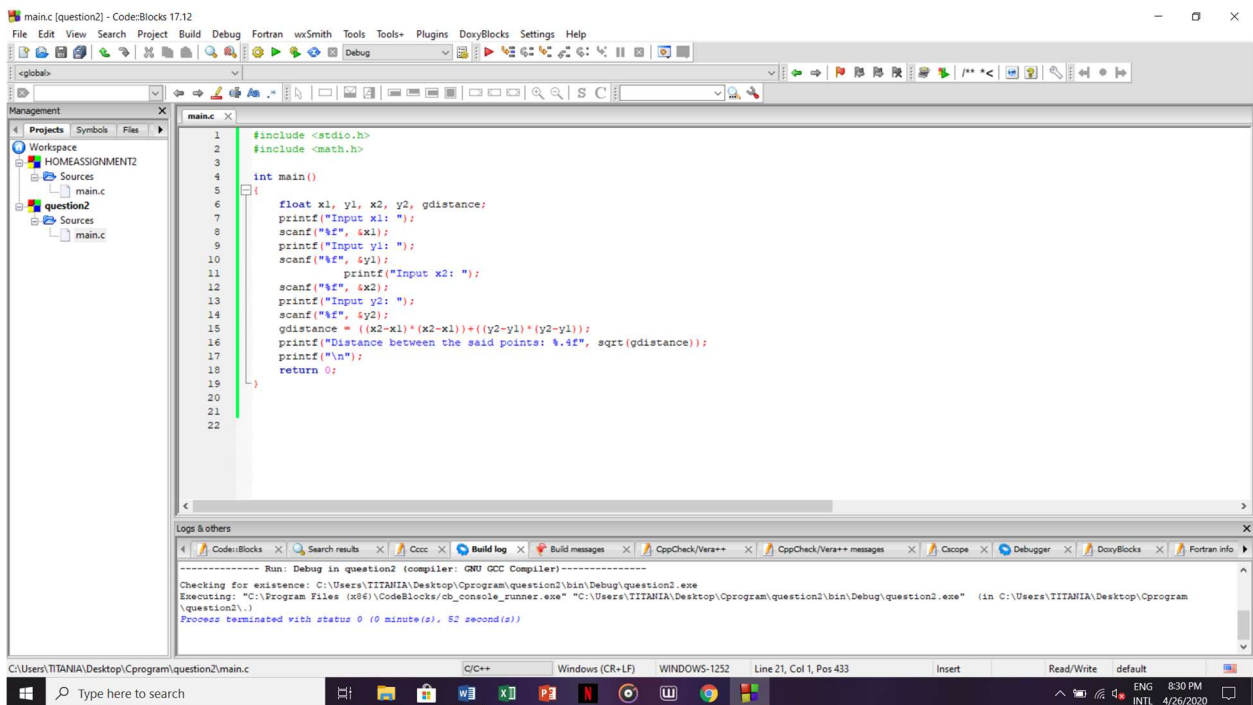 main.c [question2] - Code::Blocks 17.12
File Edit View Search Project Build Debug Fortran wxSmith Tools Tools+ Plugins DoxyBlocks Settings Help
Debug
<global>
/** *<
S C
Management
main.c
Projects Symbols Files
Workspace
HOMEASSIGNMENT2
Sources
main.c
question2
Sources
main.c
1 #include <stdio.h>
2 #include <math.h>
3
4 int main()
5 {
6 float x1, y1, x2, y2, gdistance;
7 printf("Input x1: ");
8 scanf("%f", &x1);
9 printf("Input y1: ");
10 scanf("%f", &y1);
11 printf("Input x2: ");
12 scanf("%f", &x2);
13 printf("Input y2: ");
14 scanf("%f", &y2);
15 gdistance = ((x2-x1)*(x2-x1))+((y2-y1)*(y2-y1));
16 printf("Distance between the said points: %.4f", sqrt(gdistance));
17 printf("\n");
18 return 0;
19 }
20
21
22
Logs & others
Code::Blocks Search results Cccc Build log Build messages CppCheck/Vera++ CppCheck/Vera++ messages Cscope Debugger DoxyBlocks Fortran info
-------------- Run: Debug in question2 (compiler: GNU GCC Compiler)---------------
Checking for existence: C:\Users\TITANIA\Desktop\Cprogram\question2\bin\Debug\question2.exe
Executing: "C:\Program Files (x86)\CodeBlocks/cb_console_runner.exe" "C:\Users\TITANIA\Desktop\Cprogram\question2\bin\Debug\question2.exe" (in C:\Users\TITANIA\Desktop\Cprogram
\question2\.)
Process terminated with status 0 (0 minute(s), 52 second(s))
C:\Users\TITANIA\Desktop\Cprogram\question2\main.c C/C++ Windows (CR+LF) WINDOWS-1252 Line 21, Col 1, Pos 433 Insert Read/Write default
Type here to search
ENG
INTL
8:30 PM
4/26/2020